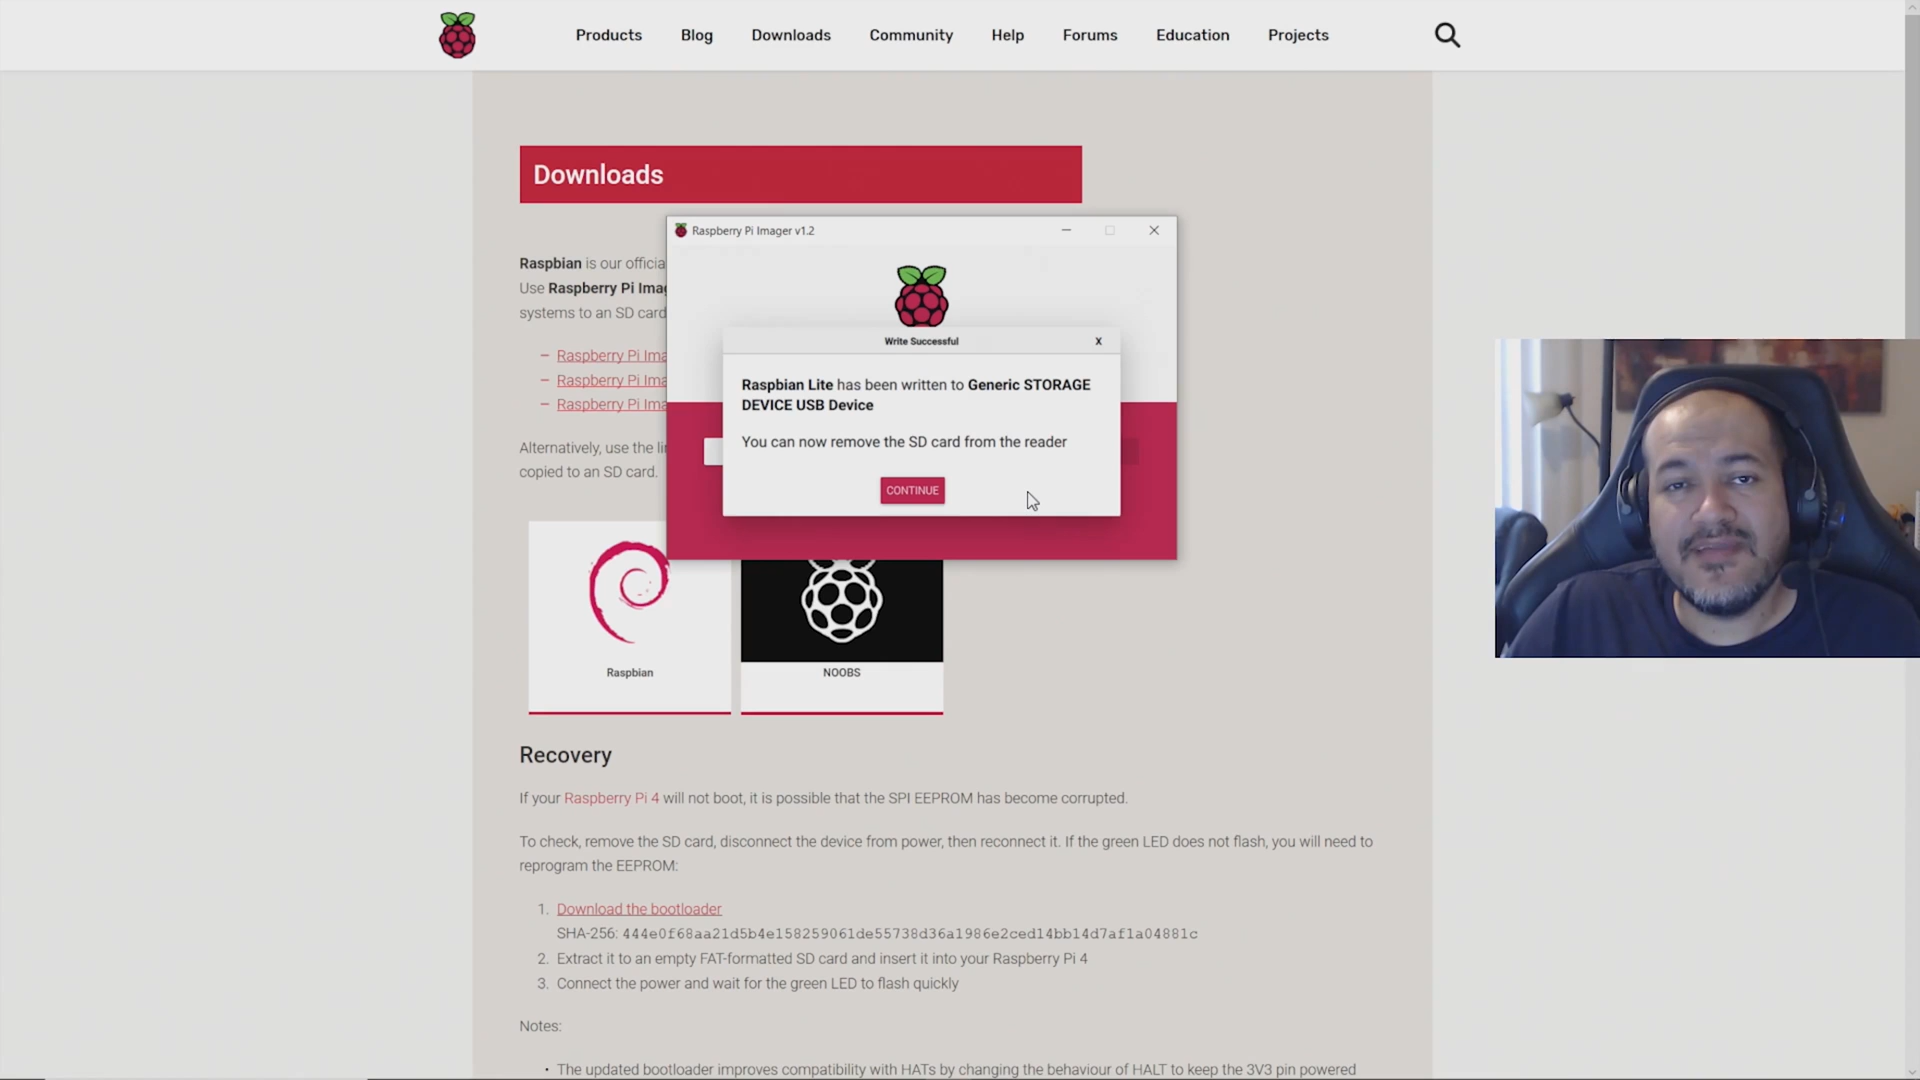 Products Blog Downloads Community Help Forums Education Projects
Downloads
Raspbian is our officia
Use Raspberry Pi Imag
systems to an SD card
– Raspberry Pi Ima
– Raspberry Pi Ima
– Raspberry Pi Ima
Alternatively, use the li
copied to an SD card.
Raspberry Pi Imager v1.2
Write Successful X
Raspbian Lite has been written to Generic STORAGE
DEVICE USB Device
You can now remove the SD card from the reader
CONTINUE
Raspbian
NOOBS
Recovery
If your Raspberry Pi 4 will not boot, it is possible that the SPI EEPROM has become corrupted.
To check, remove the SD card, disconnect the device from power, then reconnect it. If the green LED does not flash, you will need to
reprogram the EEPROM:
1. Download the bootloader
SHA-256: 444e0f68aa21d5b4e158259061de55738d36a1986e2ced14bb14d7af1a04881c
2. Extract it to an empty FAT-formatted SD card and insert it into your Raspberry Pi 4
3. Connect the power and wait for the green LED to flash quickly
Notes:
• The updated bootloader improves compatibility with HATs by changing the behaviour of HALT to keep the 3V3 pin powered